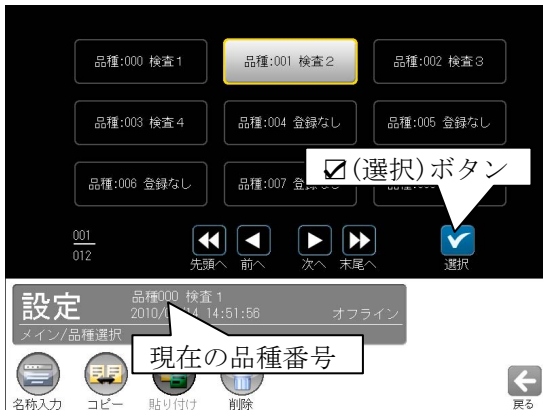 品種:000 検査1
品種:001 検査2
品種:002 検査3
品種:003 検査4
品種:004 登録なし
品種:005 登録なし
☑(選択)ボタン
品種:006 登録なし
品種:007
001
012
先頭へ
前へ
次へ
末尾へ
選択
設定
品種000 検査1
2010/ 14:51:56
オフライン
メイン/品種選択
現在の品種番号
名称入力
コピー
貼り付け
削除
戻る